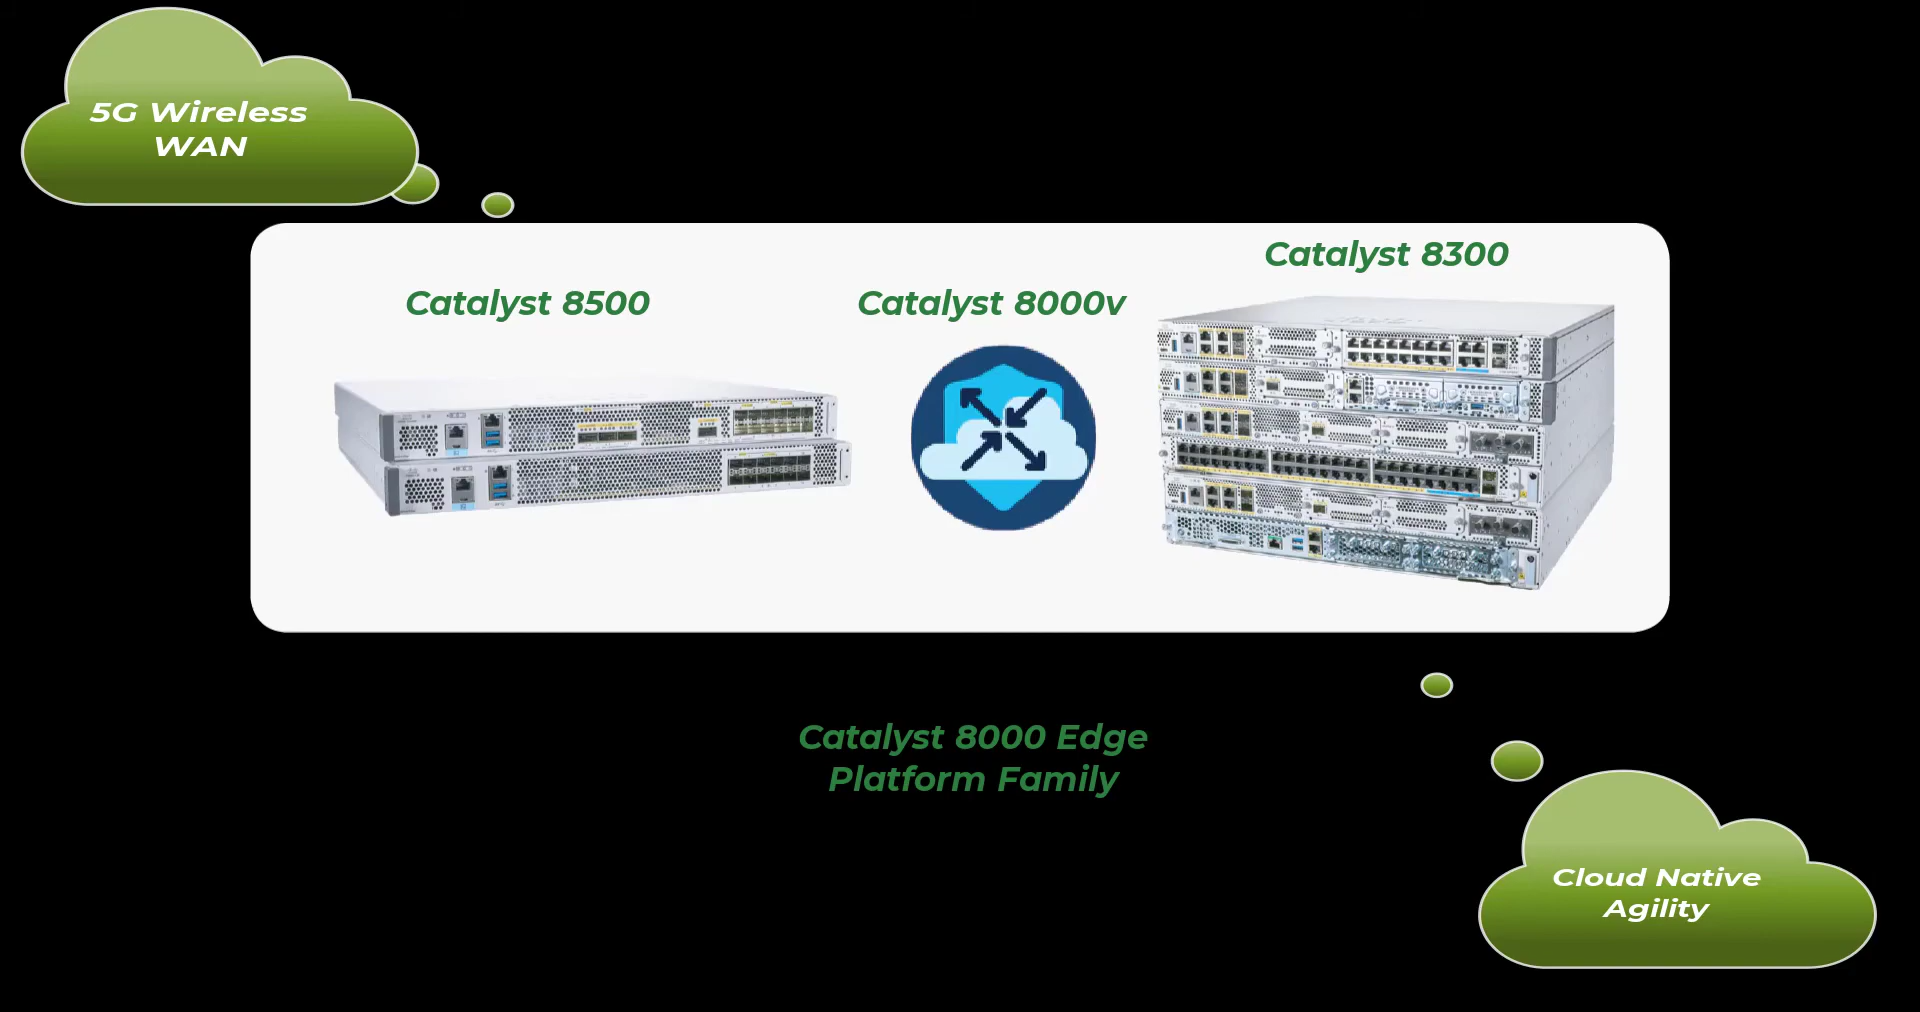 5G Wireless
WAN
Catalyst 8500
Catalyst 8000v
Catalyst 8300
Catalyst 8000 Edge
Platform Family
Cloud Native
Agility